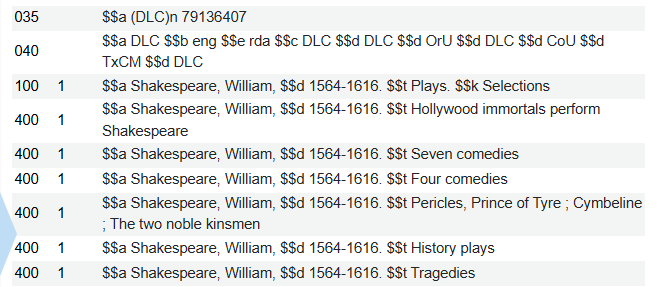 035 $$a (DLC)n 79136407
040 $$a DLC $$b eng $$e rda $$c DLC $$d DLC $$d OrU $$d DLC $$d CoU $$d
TxCM $$d DLC
100 1 $$a Shakespeare, William, $$d 1564-1616. $$t Plays. $$k Selections
400 1 $$a Shakespeare, William, $$d 1564-1616. $$t Hollywood immortals perform
Shakespeare
400 1 $$a Shakespeare, William, $$d 1564-1616. $$t Seven comedies
400 1 $$a Shakespeare, William, $$d 1564-1616. $$t Four comedies
400 1 $$a Shakespeare, William, $$d 1564-1616. $$t Pericles, Prince of Tyre ; Cymbeline
; The two noble kinsmen
400 1 $$a Shakespeare, William, $$d 1564-1616. $$t History plays
400 1 $$a Shakespeare, William, $$d 1564-1616. $$t Tragedies